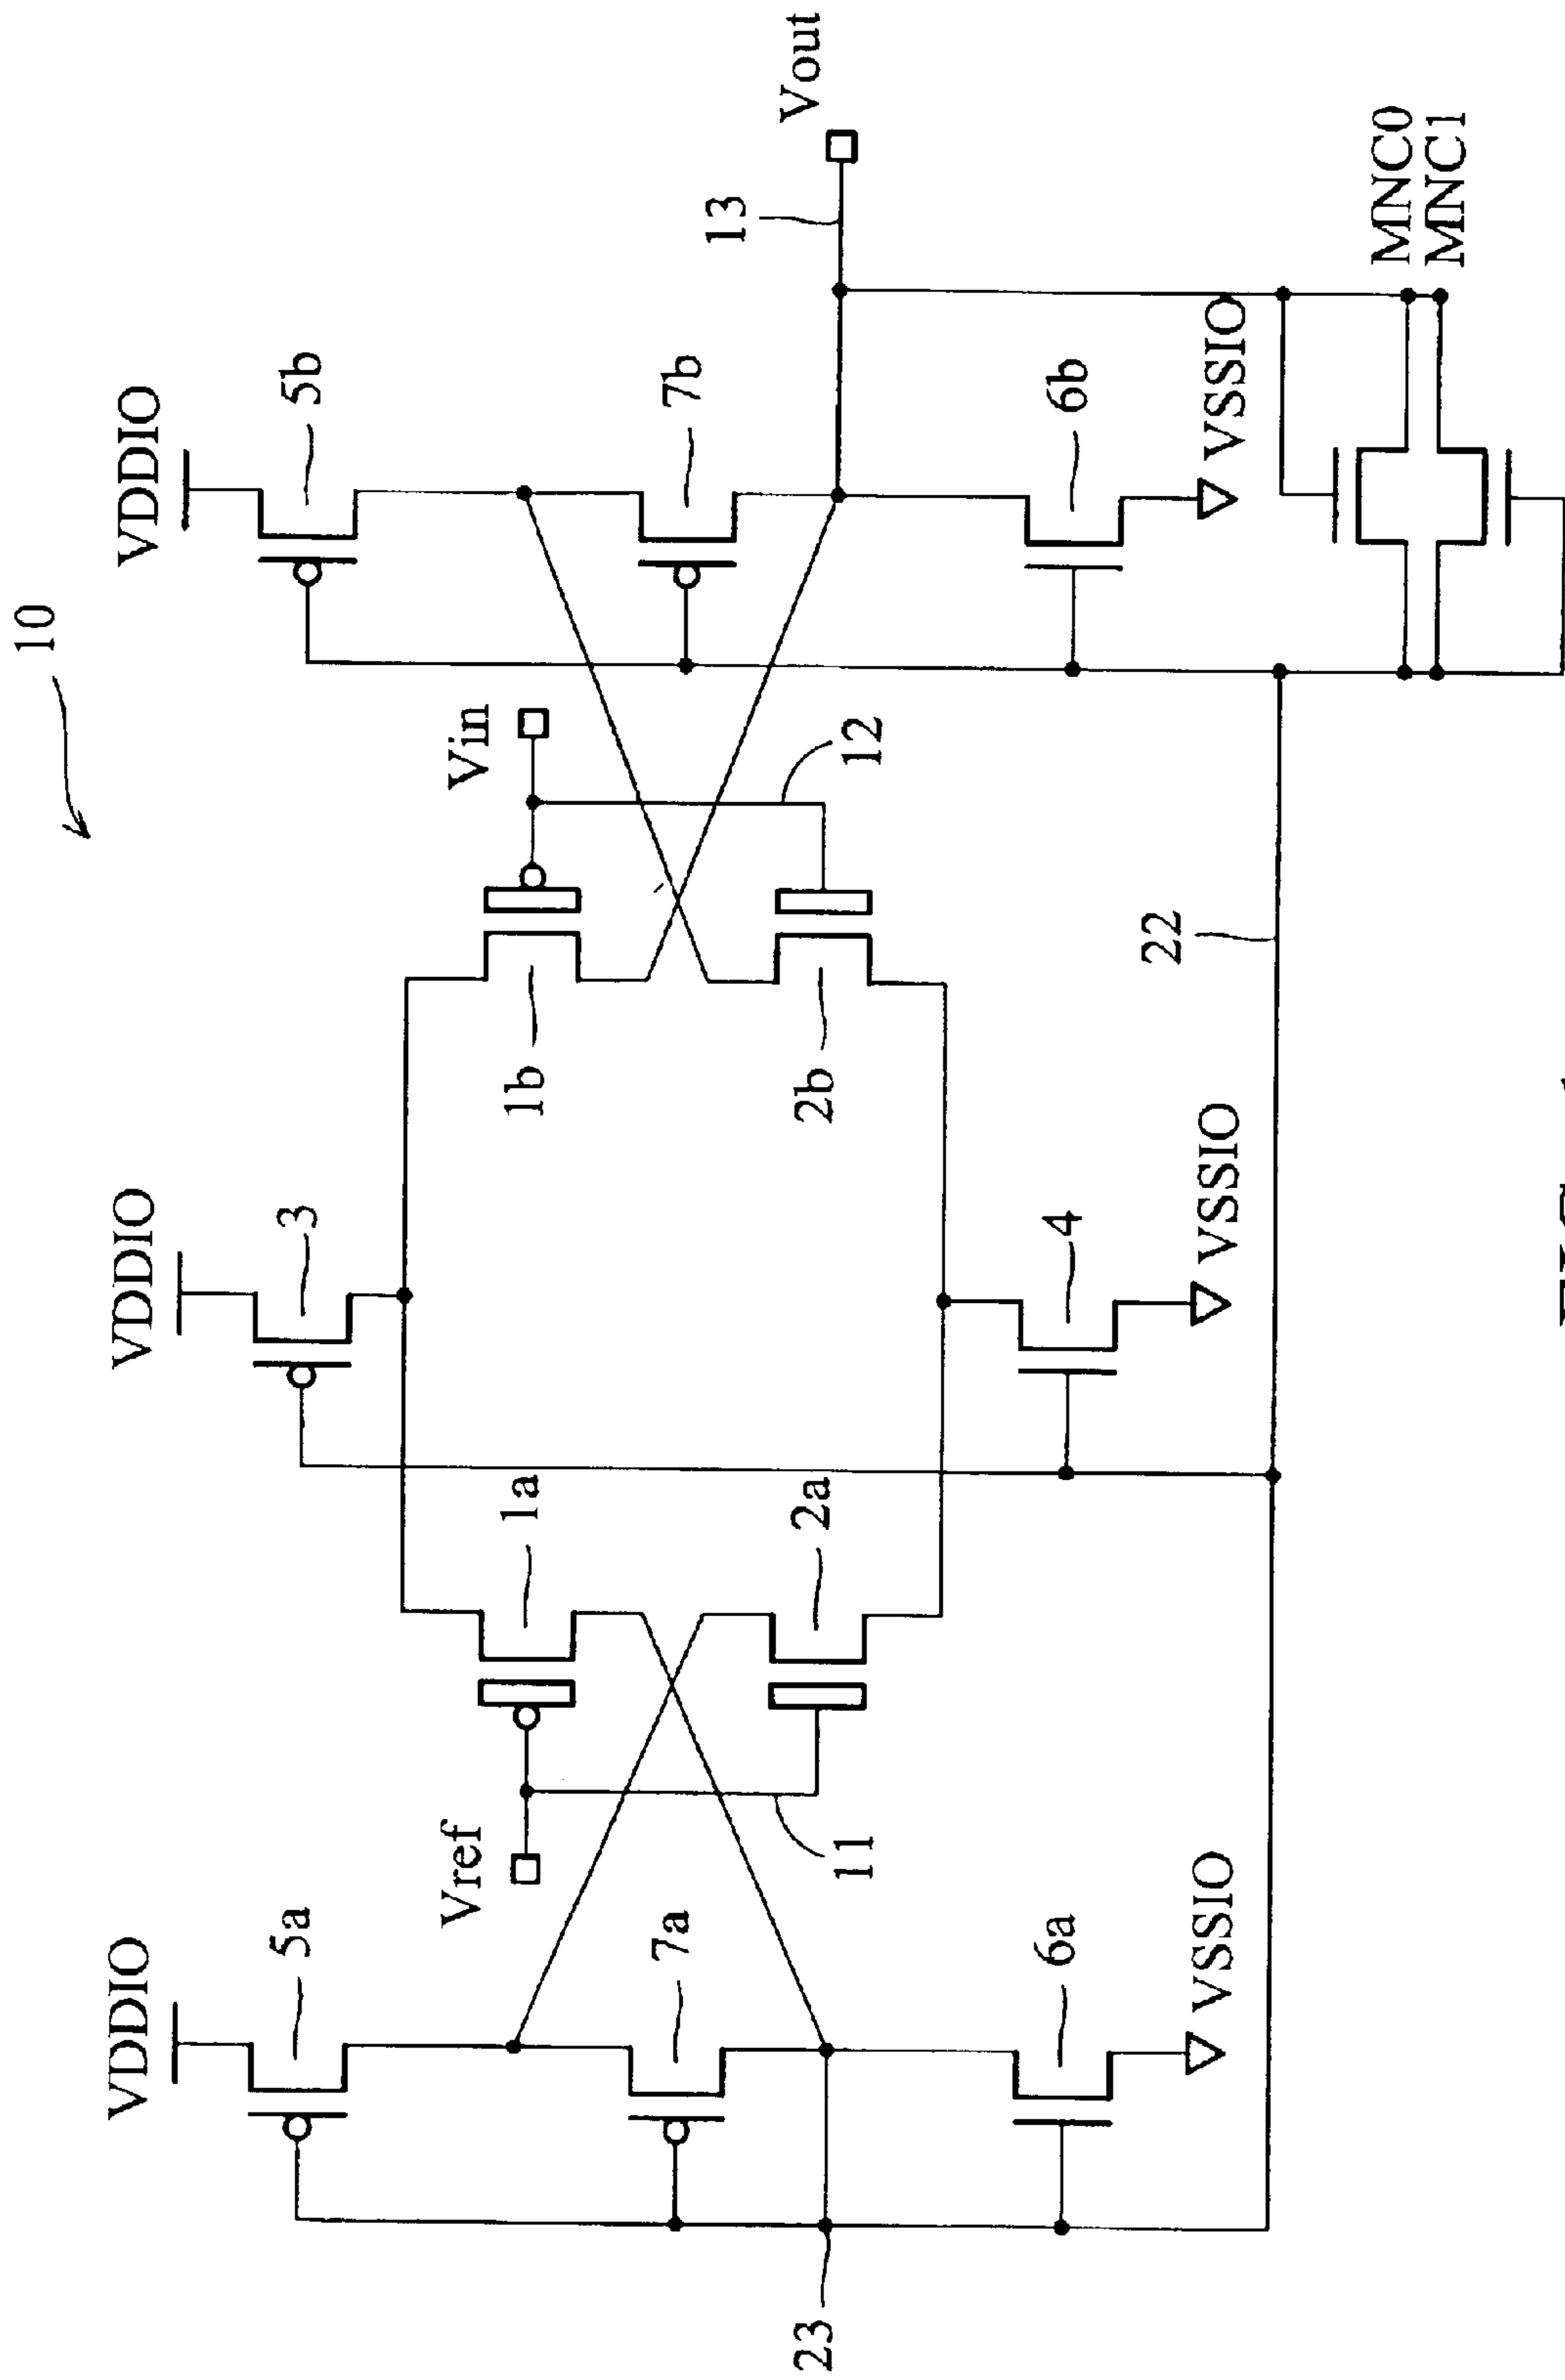 10
VDDIO
VDDIO
VDDIO
5a
3
5b
Vref
Vin
1a
1b
7a
7b
13
Vout
23
11
2a
2b
12
6a
4
6b
22
VSSIO
VSSIO
VSSIO
MNC0
MNC1